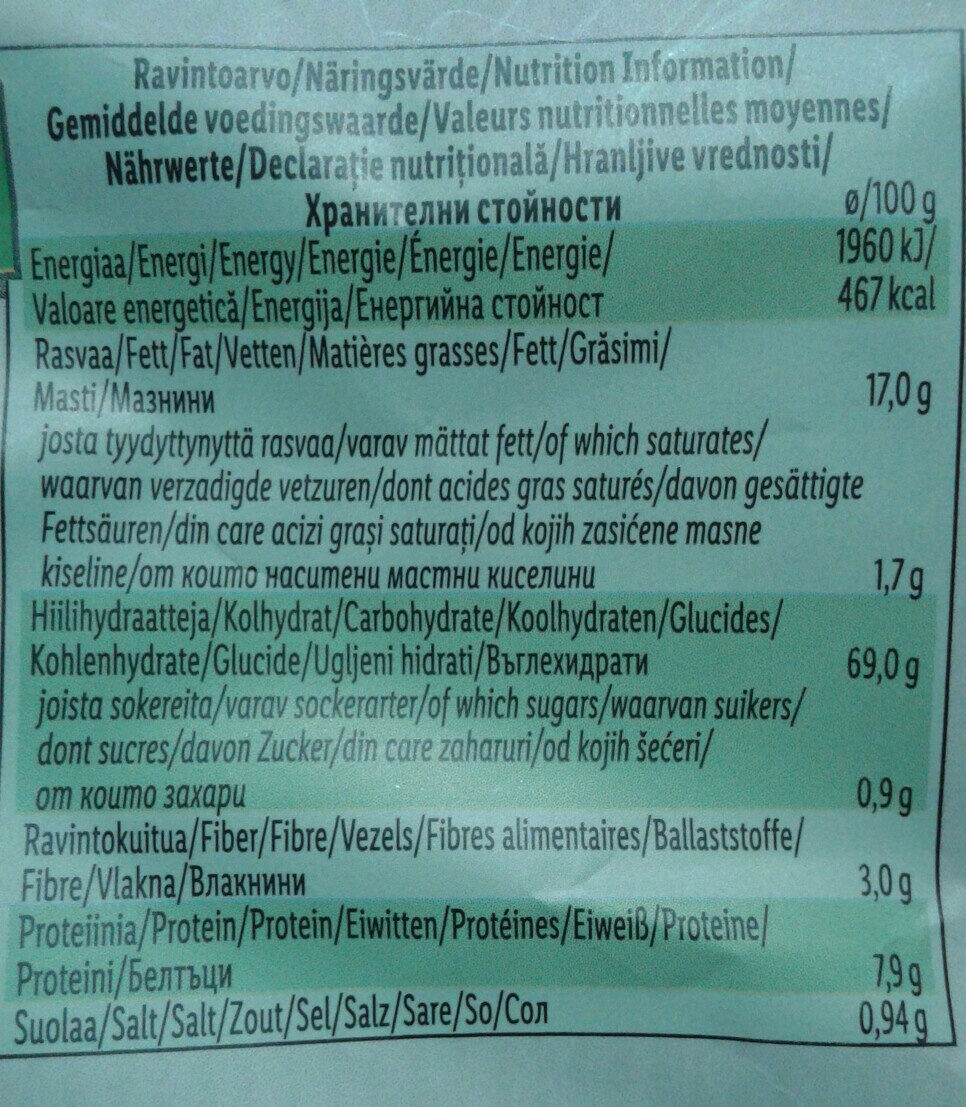 Ravintoarvo/Näringsvärde/Nutrition Information/
Gemiddelde voedingswaarde/Valeurs nutritionnelles moyennes/
Nährwerte/Declarație nutrițională/Hranljive vrednosti/
Хранителни стойности ø/100 g
Energiaa/Energi/Energy/Energie/Énergie/Energie/ 1960 kJ/
Valoare energetică/Energija/Енергийна стойност 467 kcal
Rasvaa/Fett/Fat/Vetten/Matières grasses/Fett/Grăsimi/
Masti/Мазнини 17,0 g
josta tyydyttynyttä rasvaa/varav mättat fett/of which saturates/
waarvan verzadigde vetzuren/dont acides gras saturés/davon gesättigte
Fettsäuren/din care acizi grași saturați/od kojih zasićene masne
kiseline/от които наситени мастни киселини 1,7 g
Hiilihydraatteja/Kolhydrat/Carbohydrate/Koolhydraten/Glucides/
Kohlenhydrate/Glucide/Ugljeni hidrati/Въглехидрати 69,0 g
joista sokereita/varav sockerarter/of which sugars/waarvan suikers/
dont sucres/davon Zucker/din care zaharuri/od kojih šećeri/
от които захари 0,9 g
Ravintokuitua/Fiber/Fibre/Vezels/Fibres alimentaires/Ballaststoffe/
Fibre/Vlakna/Влакнини 3,0 g
Proteiinia/Protein/Protein/Eiwitten/Protéines/Eiweiß/Proteine/
Proteini/Белтъци 7,9 g
Suolaa/Salt/Salt/Zout/Sel/Salz/Sare/So/Сол 0,94 g